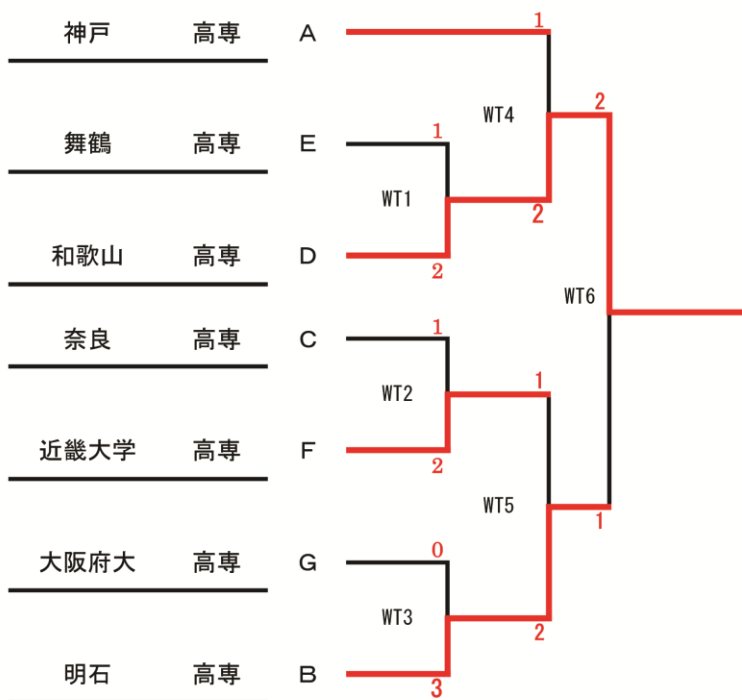 神戸 高専 A 1
WT4 2
舞鶴 高専 E 1
WT1
2
和歌山 高専 D 2
WT6
奈良 高専 C 1
WT2 1
近畿大学 高専 F 2
WT5 1
大阪府大 高専 G 0
WT3 2
明石 高専 B 3